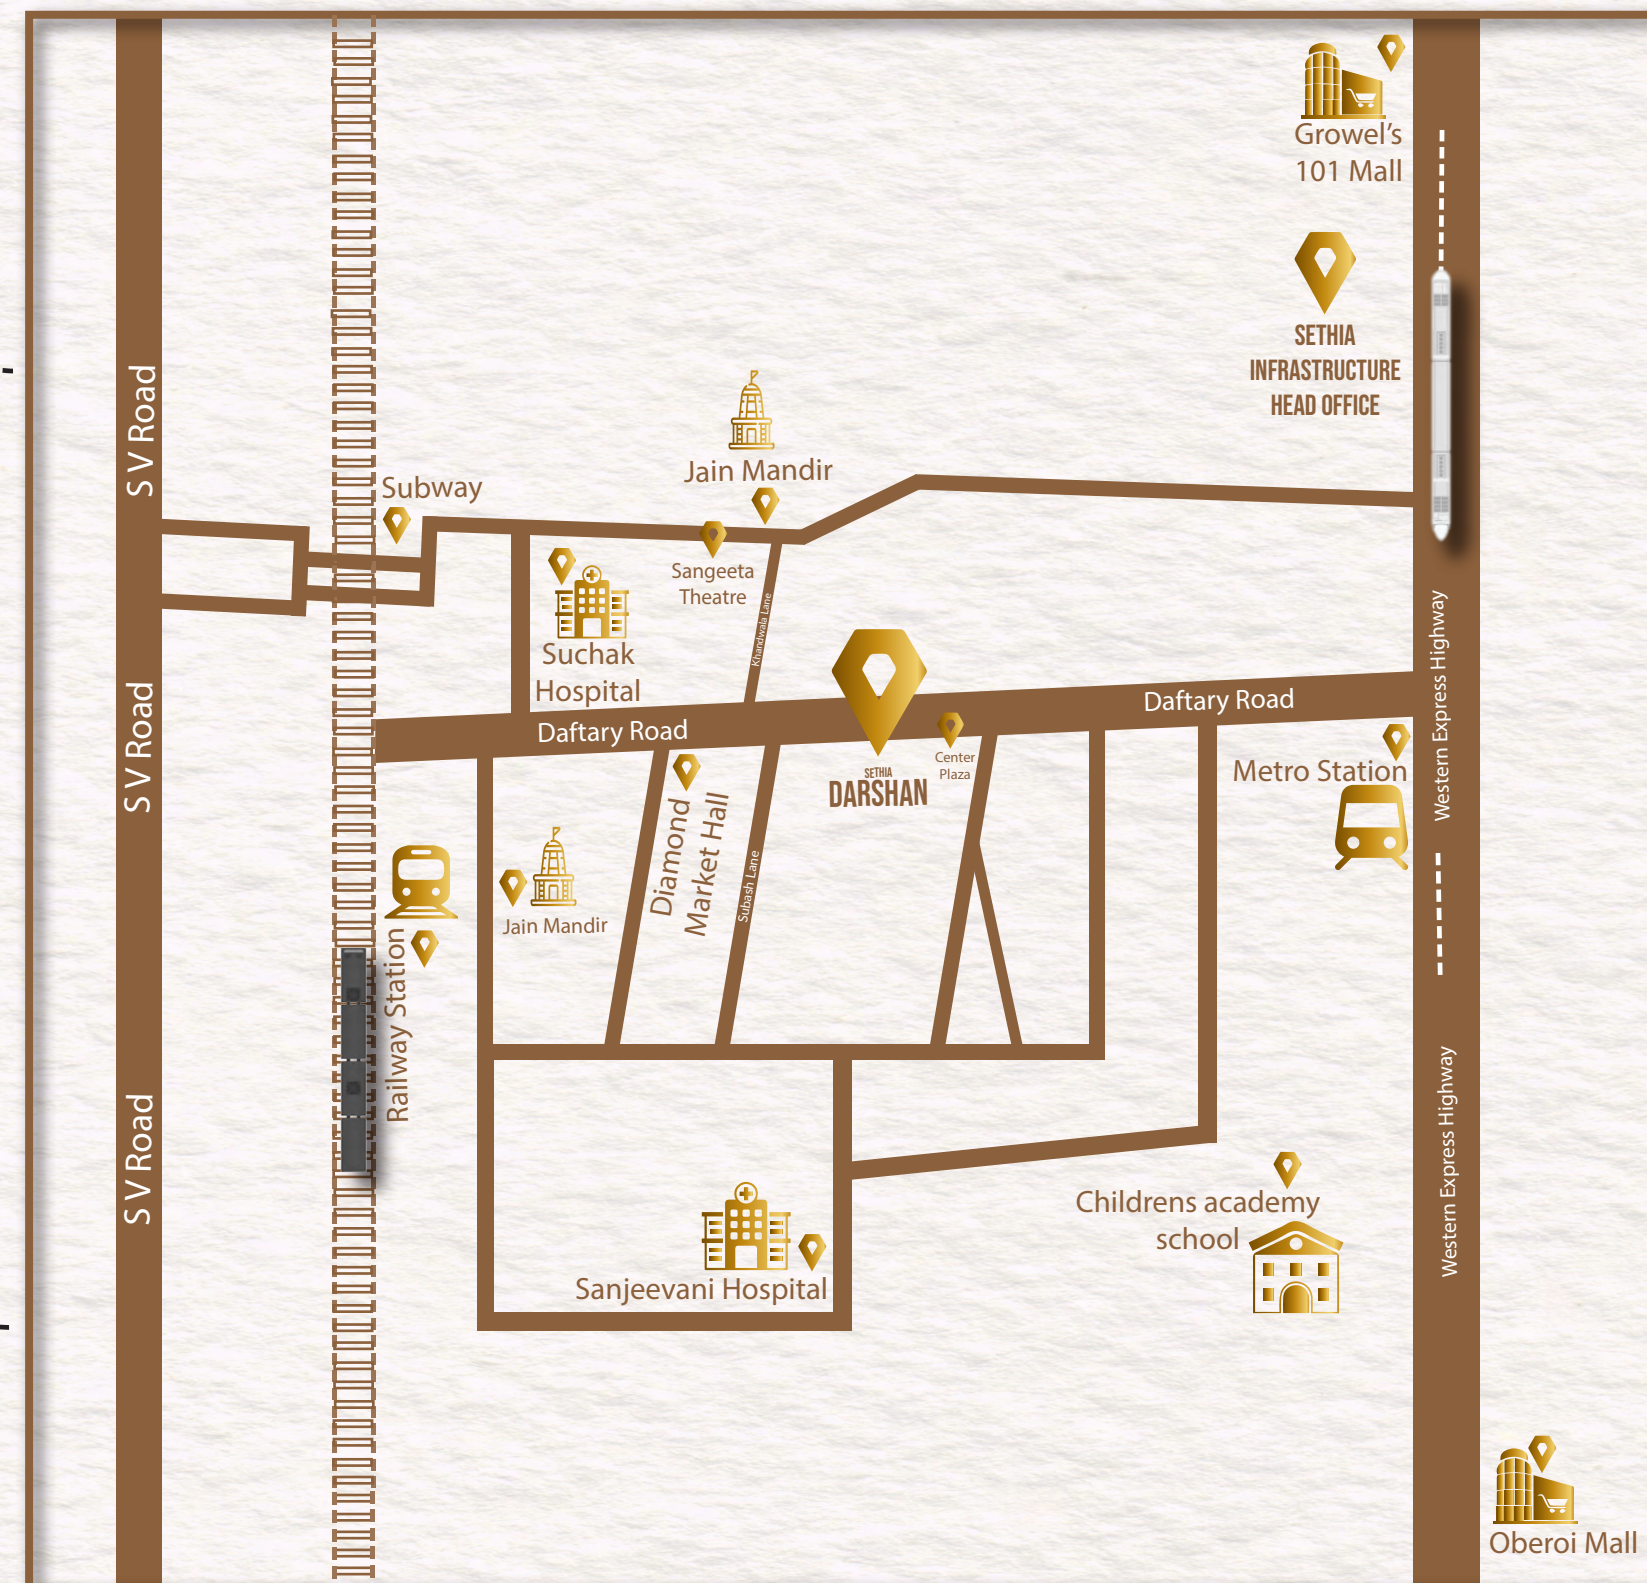 Growel's
101 Mall
SETHIA
INFRASTRUCTURE
HEAD OFFICE
S V Road
Jain Mandir
Subway
Sangeeta
Theatre
Khandwala Lane
Suchak
Hospital
Western Express Highway
Daftary Road
Daftary Road
S V Road
Center
Plaza
SETHIA
DARSHAN
Metro Station
Diamond
Market Hall
Subash Lane
Jain Mandir
Railway Station
S V Road
Western Express Highway
Childrens academy
school
Sanjeevani Hospital
Oberoi Mall